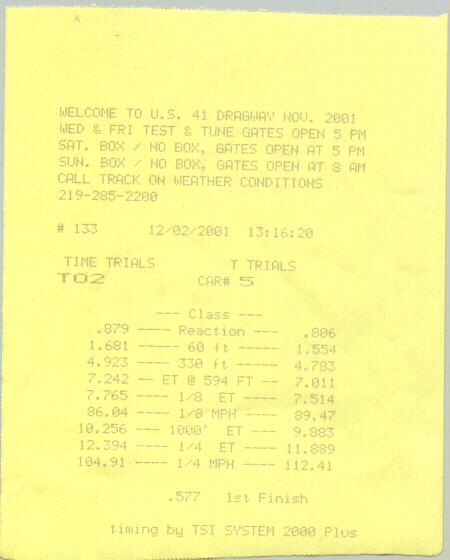 WELCOME TO U.S. 41 DRAGWAY NOV. 2001
WED & FRI TEST & TUNE GATES OPEN 5 PM
SAT. BOX / NO BOX, GATES OPEN AT 5 PM
SUN. BOX / NO BOX, GATES OPEN AT 8 AM
CALL TRACK ON WEATHER CONDITIONS
219-285-2200
# 133 12/02/2001 13:16:20
TIME TRIALS T TRIALS
TO2 CAR# 5
--- Class ---
.879 ---- Reaction --- .806
1.681 ----- 60 ft ----- 1.554
4.923 ---- 330 ft ----- 4.783
7.242 -- ET @ 594 FT -- 7.011
7.765 ---- 1/8 ET ---- 7.514
86.04 ---- 1/8 MPH ---- 89.47
10.256 --- 1000' ET --- 9.883
12.394 ---- 1/4 ET ---- 11.889
104.91 ---- 1/4 MPH ---- 112.41
.577 1st Finish
timing by TSI SYSTEM 2000 Plus